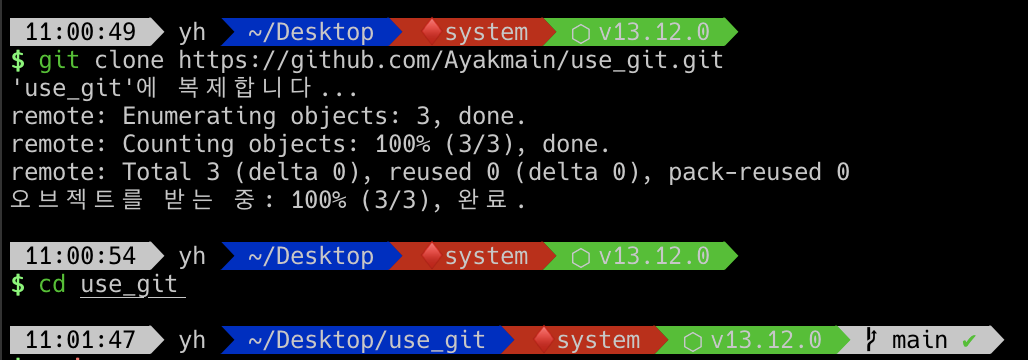 11:00:49 yh ~/Desktop system v13.12.0
$ git clone https://github.com/Ayakmain/use_git.git
'use_git'에 복제합니다...
remote: Enumerating objects: 3, done.
remote: Counting objects: 100% (3/3), done.
remote: Total 3 (delta 0), reused 0 (delta 0), pack-reused 0
오브젝트를 받는 중: 100% (3/3), 완료.
11:00:54 yh ~/Desktop system v13.12.0
$ cd use_git
11:01:47 yh ~/Desktop/use_git system v13.12.0 main ✔